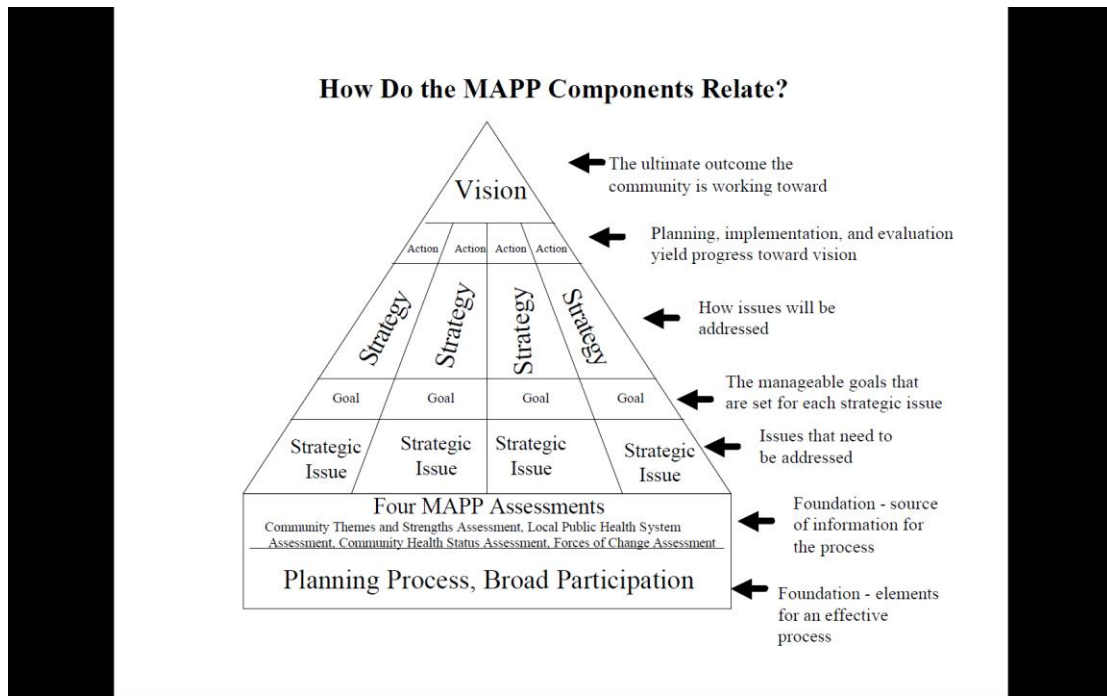 How Do the MAPP Components Relate?
Vision
The ultimate outcome the
community is working toward
Action Action Action Action
Planning, implementation, and evaluation
yield progress toward vision
Strategy Strategy Strategy Strategy
How issues will be
addressed
Goal Goal Goal Goal
The manageable goals that
are set for each strategic issue
Strategic Strategic Strategic Strategic
Issue Issue Issue Issue
Issues that need to
be addressed
Four MAPP Assessments
Community Themes and Strengths Assessment, Local Public Health System
Assessment, Community Health Status Assessment, Forces of Change Assessment
Foundation - source
of information for
the process
Planning Process, Broad Participation
Foundation - elements
for an effective
process